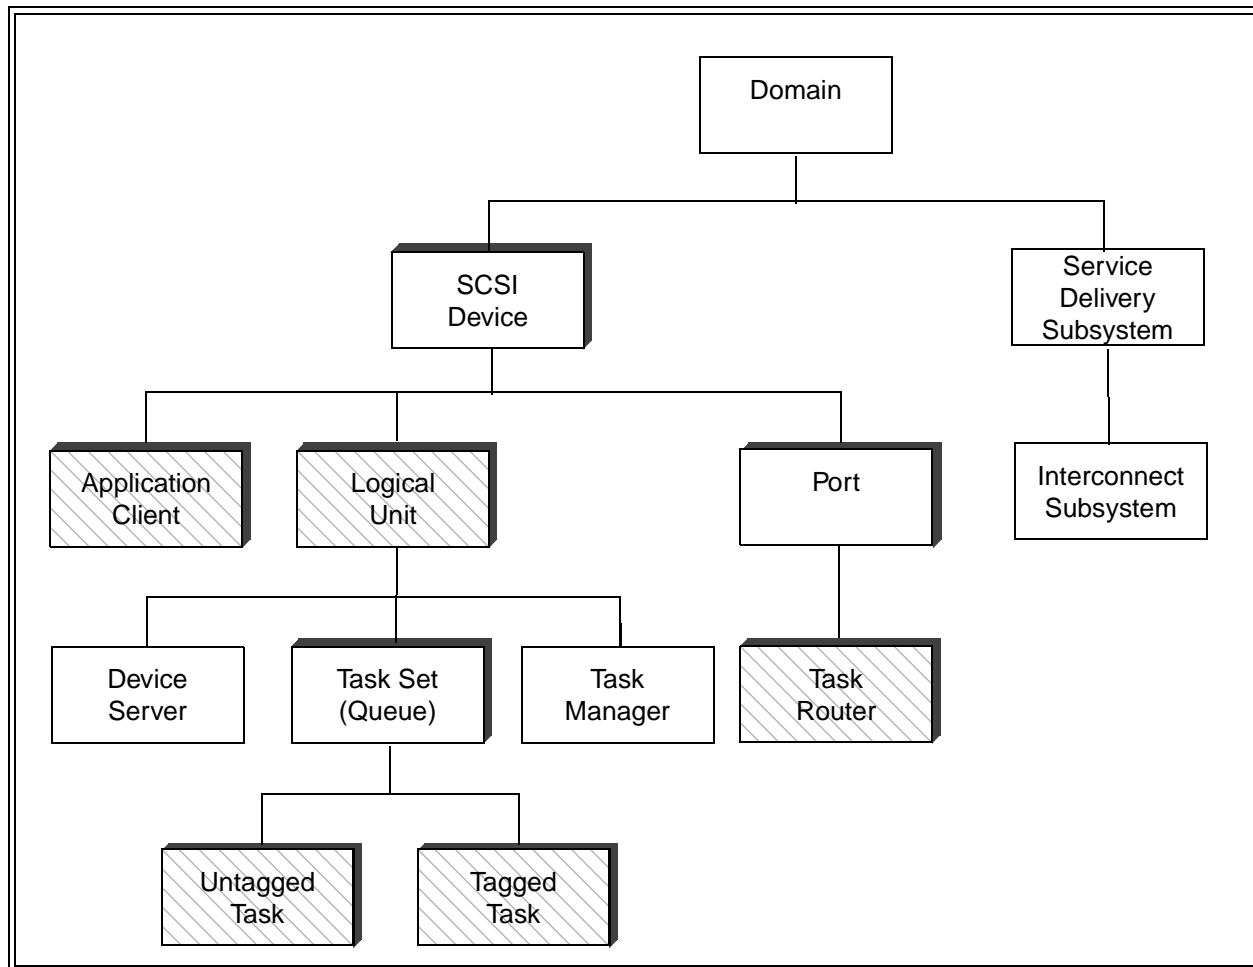 Domain
SCSI
Device
Service
Delivery
Subsystem
Application
Client
Logical
Unit
Port
Interconnect
Subsystem
Device
Server
Task Set
(Queue)
Task
Manager
Task
Router
Untagged
Task
Tagged
Task